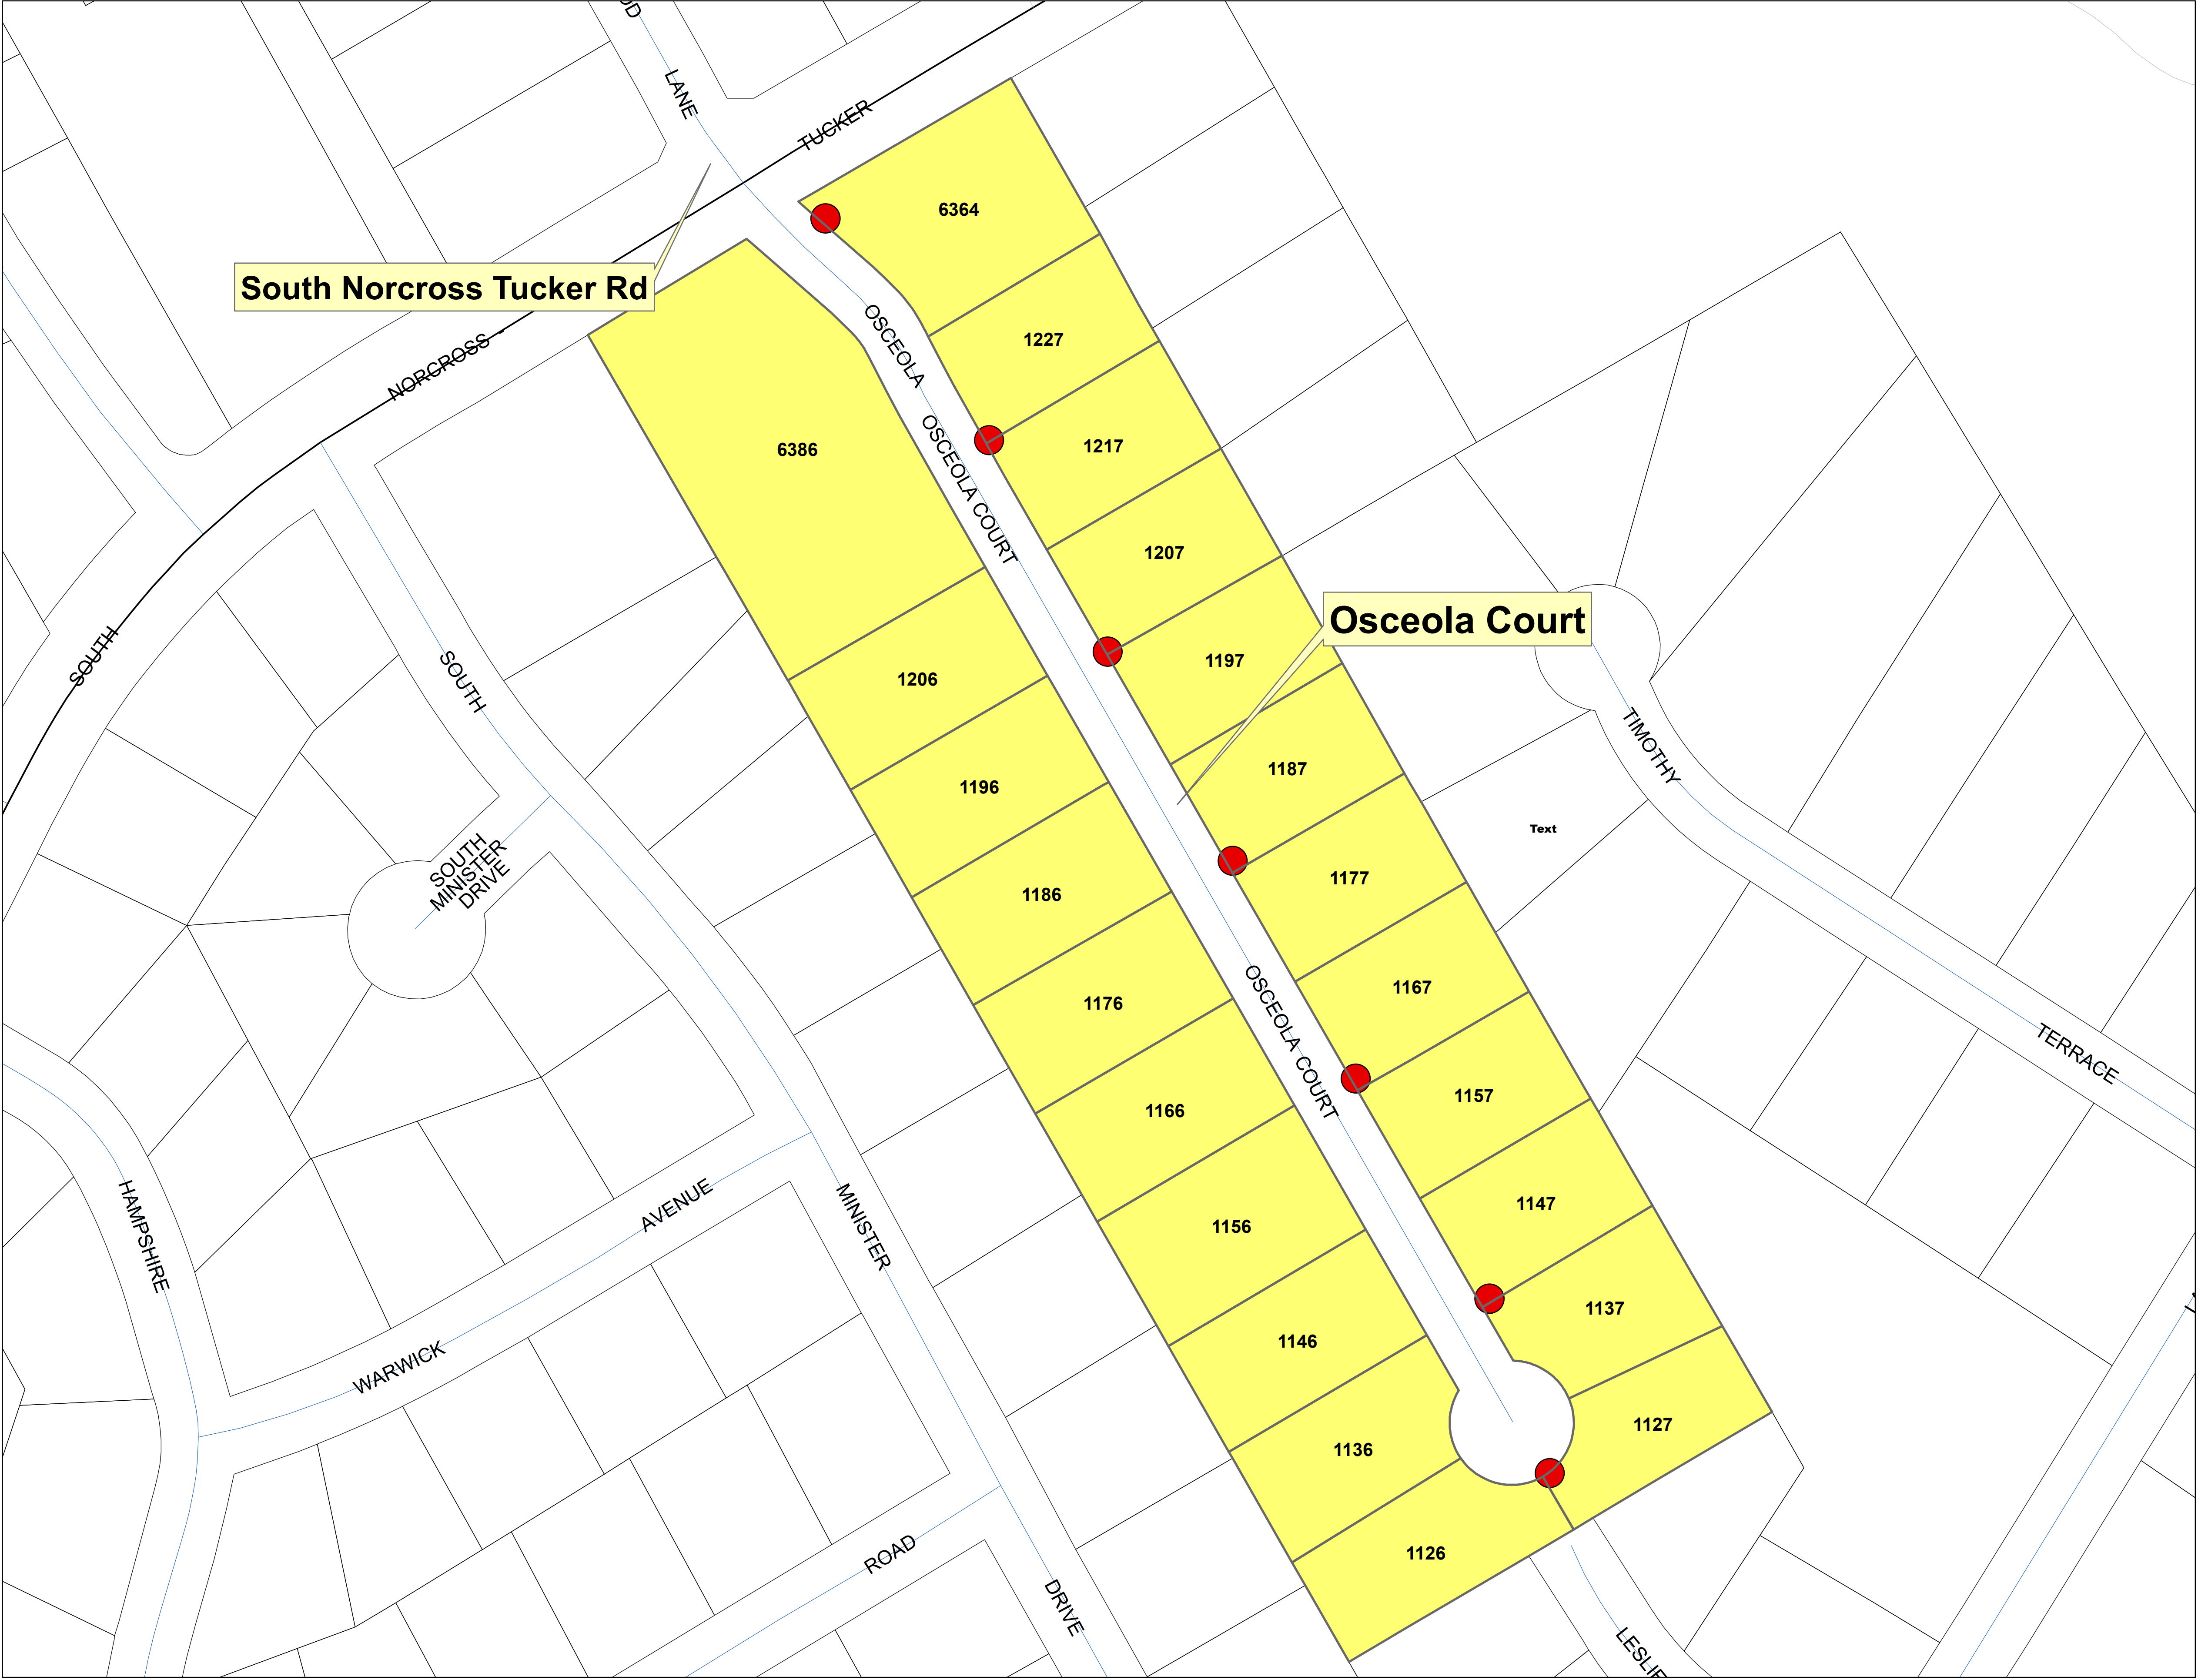 LANE
TUCKER
6364
South Norcross Tucker Rd
NORCROSS -
OSCEOLA
1227
6386
OSCEOLA COURT
1217
1207
SOUTH
Osceola Court
1197
SOUTH
1206
TIMOTHY
1187
1196
Text
SOUTH
MINISTER
DRIVE
1177
1186
1167
1176
OSCEOLA COURT
TERRACE
1157
1166
HAMPSHIRE
AVENUE
MINISTER
1147
1156
1137
1146
WARWICK
1127
1136
ROAD
1126
DRIVE
LESLIE